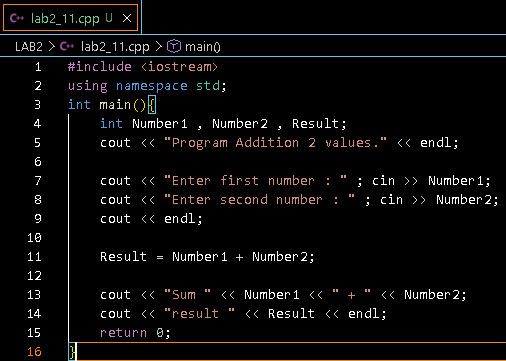 lab2_11.cpp U
LAB2 > lab2_11.cpp > main()
1 #include <iostream>
2 using namespace std;
3 int main(){
4 int Number1 , Number2 , Result;
5 cout << "Program Addition 2 values." << endl;
6
7 cout << "Enter first number : " ; cin >> Number1;
8 cout << "Enter second number : " ; cin >> Number2;
9 cout << endl;
10
11 Result = Number1 + Number2;
12
13 cout << "Sum " << Number1 << " + " << Number2;
14 cout << "result " << Result << endl;
15 return 0;
16 }